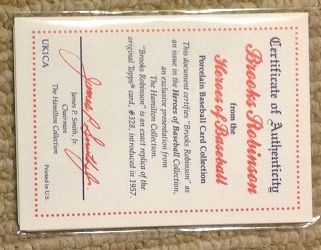 Certificate of Authenticity
Brooks Robinson
from the
Heroes of Baseball
Porcelain Baseball Card Collection
This document certifies "Brooks Robinson" as
an issue in the Heroes of Baseball Collection,
an exclusive presentation from
The Hamilton Collection.
"Brooks Robinson" is an exact replica of the
original Topps® card, #328, introduced in 1957.
James P. Smith, Jr.
James P. Smith, Jr.
Chairman
The Hamilton Collection
UK1CA
Printed in U.S.